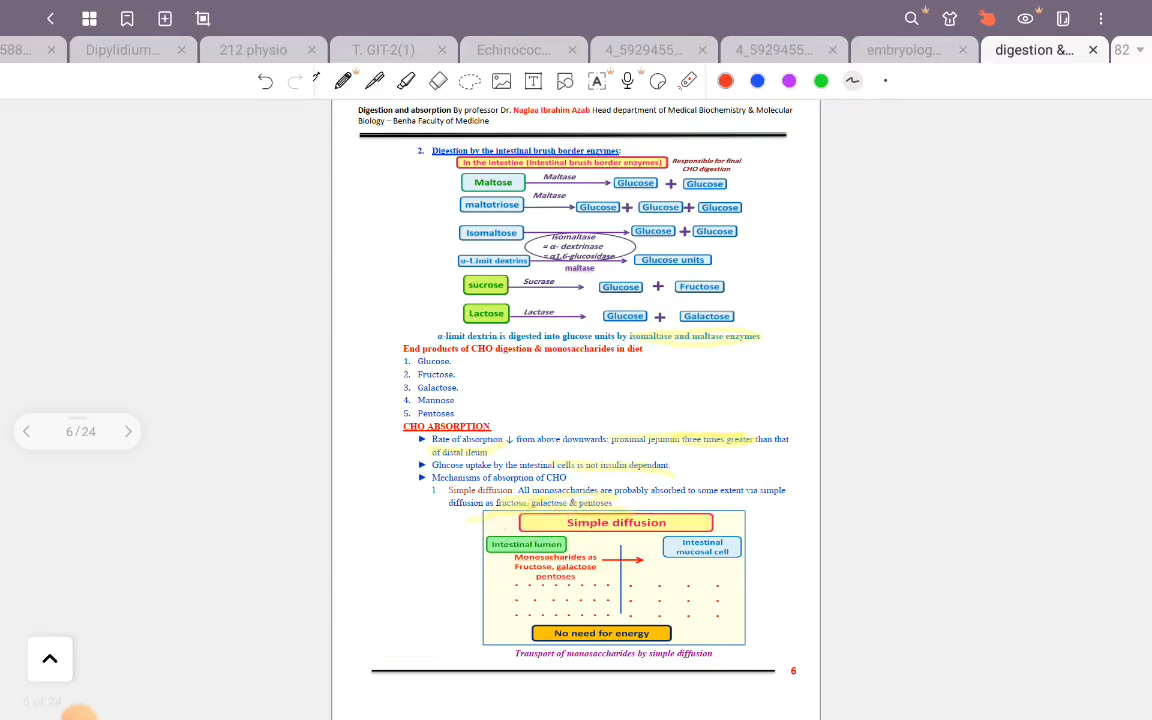 588...
Dipylidium...
212 physio
T. GIT-2(1)
Echinococ...
4_5929455...
4_5929455...
embryolog...
digestion &...
82
Digestion and absorption By professor Dr. Naglaa Ibrahim Azab Head department of Medical Biochemistry & Molecular
Biology – Benha Faculty of Medicine
2. Digestion by the intestinal brush border enzymes:
In the intestine (Intestinal brush border enzymes)
Responsible for final
CHO digestion
Maltose Maltase Glucose + Glucose
maltotriose Maltase Glucose + Glucose + Glucose
Isomaltose Glucose + Glucose
isomaltase
= α- dextrinase
= α1,6-glucosidase
α-Limit dextrins Glucose units
maltase
sucrose Sucrase Glucose + Fructose
Lactose Lactase Glucose + Galactose
α-limit dextrin is digested into glucose units by isomaltase and maltase enzymes
End products of CHO digestion & monosaccharides in diet
1. Glucose.
2. Fructose.
3. Galactose.
4. Mannose
5. Pentoses
CHO ABSORPTION
► Rate of absorption ↓ from above downwards; proximal jejunum three times greater than that
of distal ileum
► Glucose uptake by the intestinal cells is not insulin dependant.
► Mechanisms of absorption of CHO
1. Simple diffusion: All monosaccharides are probably absorbed to some extent via simple
diffusion as fructose, galactose & pentoses
Simple diffusion
Intestinal lumen
Intestinal
mucosal cell
Monosacharides as
Fructose, galactose
pentoses
No need for energy
Transport of monosaccharides by simple diffusion
6
6/24
6 of 24